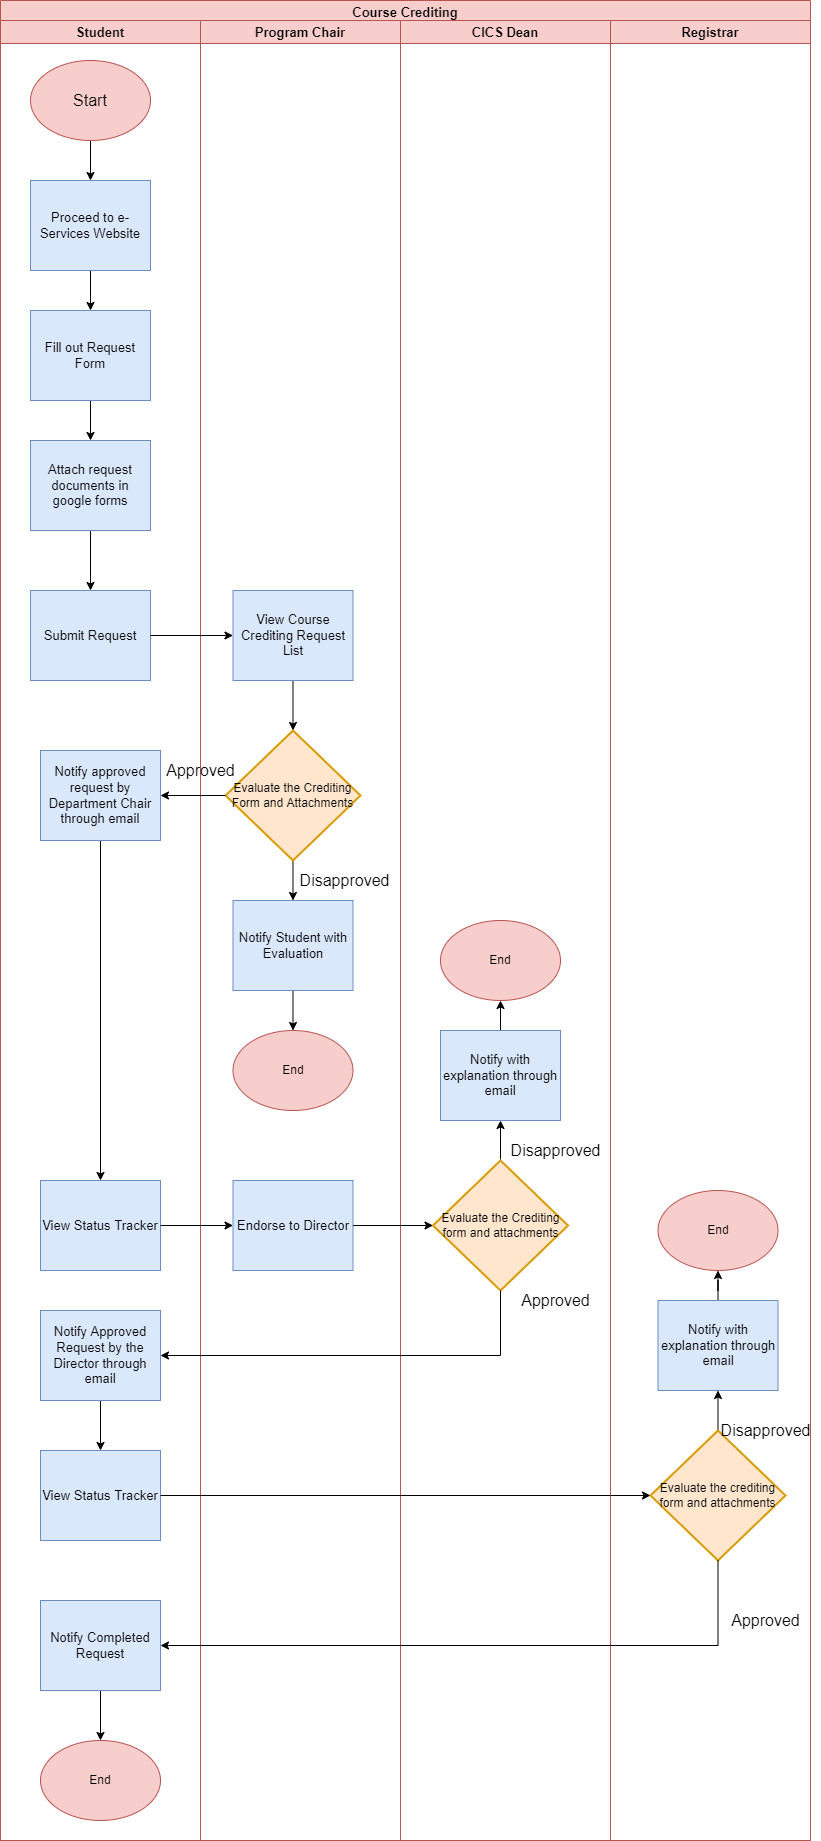 Course Crediting
Student
Program Chair
CICS Dean
Registrar
Start
Proceed to e-
Services Website
Fill out Request
Form
Attach request
documents in
google forms
Submit Request
View Course
Crediting Request
List
Evaluate the Crediting
Form and Attachments
Approved
Notify approved
request by
Department Chair
through email
Disapproved
Notify Student with
Evaluation
End
View Status Tracker
Endorse to Director
Evaluate the Crediting
form and attachments
Disapproved
Notify with
explanation through
email
End
Approved
Notify Approved
Request by the
Director through
email
View Status Tracker
Evaluate the crediting
form and attachments
Disapproved
Notify with
explanation through
email
End
Approved
Notify Completed
Request
End